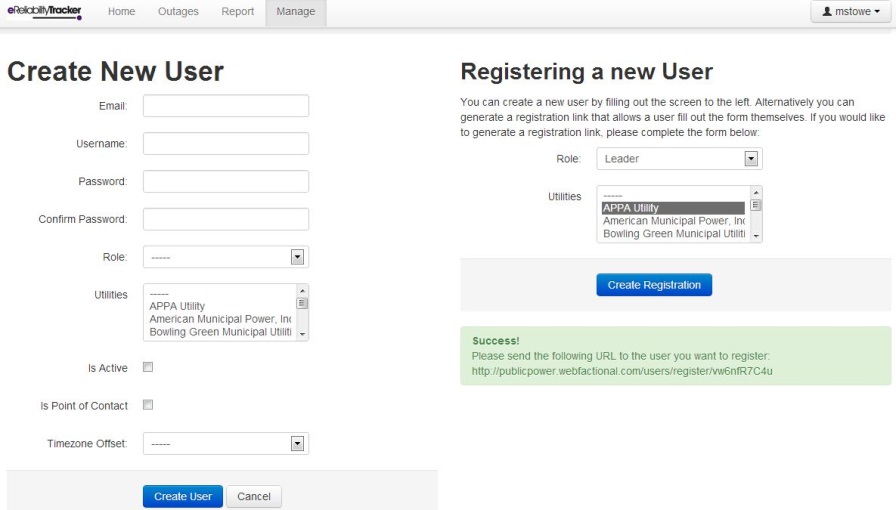 eReliabilityTracker Home Outages Report Manage mstowe
Create New User
Email:
Username:
Password:
Confirm Password:
Role: -----
Utilities -----
APPA Utility
American Municipal Power, Inc
Bowling Green Municipal Utiliti
Is Active
Is Point of Contact
Timezone Offset: -----
Create User Cancel
Registering a new User
You can create a new user by filling out the screen to the left. Alternatively you can
generate a registration link that allows a user fill out the form themselves. If you would like
to generate a registration link, please complete the form below:
Role: Leader
Utilities -----
APPA Utility
American Municipal Power, Inc
Bowling Green Municipal Utiliti
Create Registration
Success!
Please send the following URL to the user you want to register:
http://publicpower.webfactional.com/users/register/vw6nfR7C4u